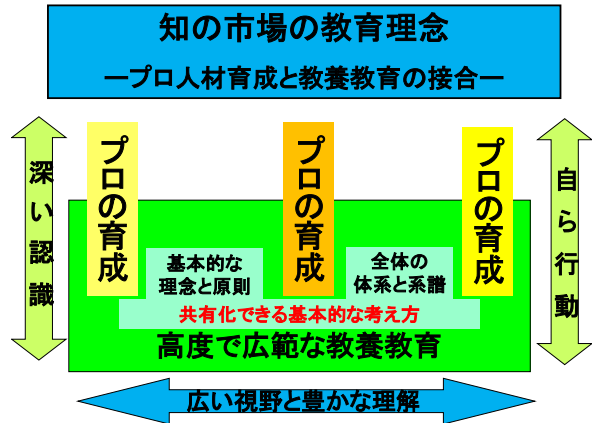 知の市場の教育理念
―プロ人材育成と教養教育の接合―
深い認識
プロの育成
プロの育成
プロの育成
自ら行動
基本的な
理念と原則
全体の
体系と系譜
共有化できる基本的な考え方
高度で広範な教養教育
広い視野と豊かな理解